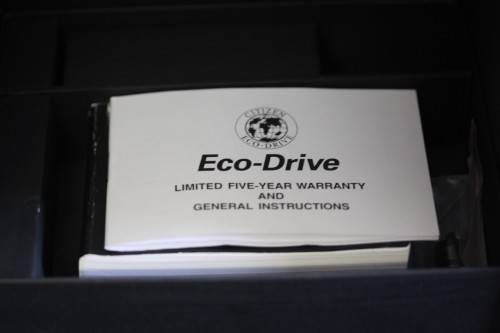 CITIZEN
ECO-DRIVE
Eco-Drive
LIMITED FIVE-YEAR WARRANTY
AND
GENERAL INSTRUCTIONS